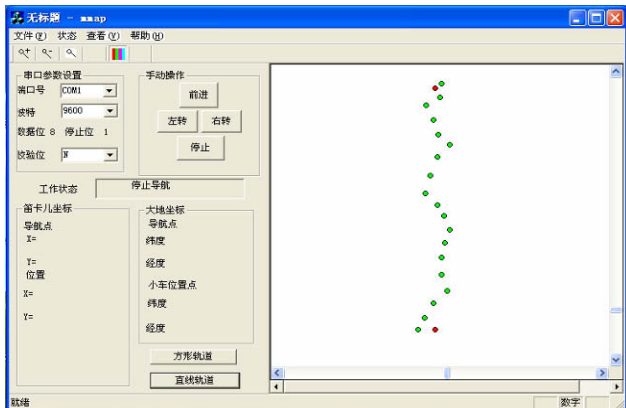 无标题 - mmap
文件(F) 状态 查看(V) 帮助(H)
串口参数设置
端口号 COM1
波特 9600
数据位 8 停止位 1
校验位 N
手动操作
前进
左转 右转
停止
工作状态 停止导航
笛卡儿坐标
导航点
X=
Y=
位置
X=
Y=
大地坐标
导航点
纬度
经度
小车位置点
纬度
经度
方形轨道
直线轨道
就绪
数字